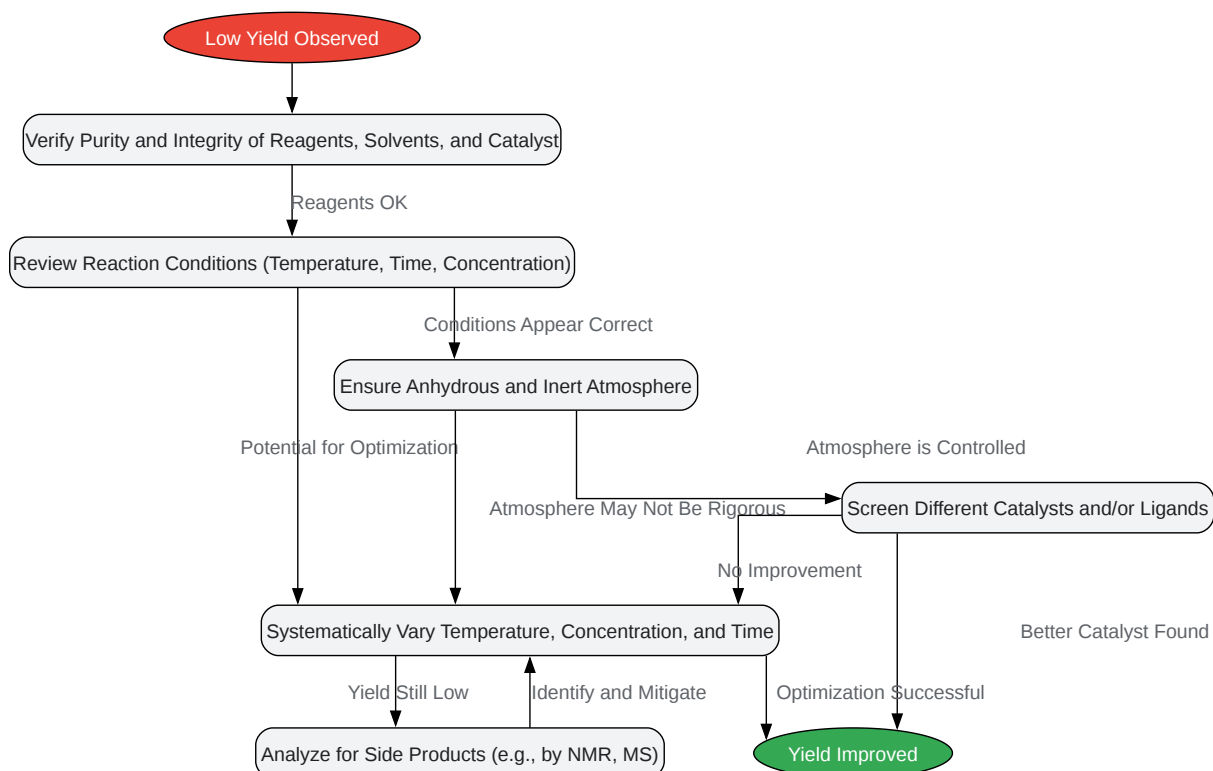 Low Yield Observed
Verify Purity and Integrity of Reagents, Solvents, and Catalyst
Reagents OK
Review Reaction Conditions (Temperature, Time, Concentration)
Conditions Appear Correct
Ensure Anhydrous and Inert Atmosphere
Potential for Optimization
Atmosphere is Controlled
Atmosphere May Not Be Rigorous
Screen Different Catalysts and/or Ligands
No Improvement
Systematically Vary Temperature, Concentration, and Time
Better Catalyst Found
Yield Still Low
Identify and Mitigate
Optimization Successful
Analyze for Side Products (e.g., by NMR, MS)
Yield Improved